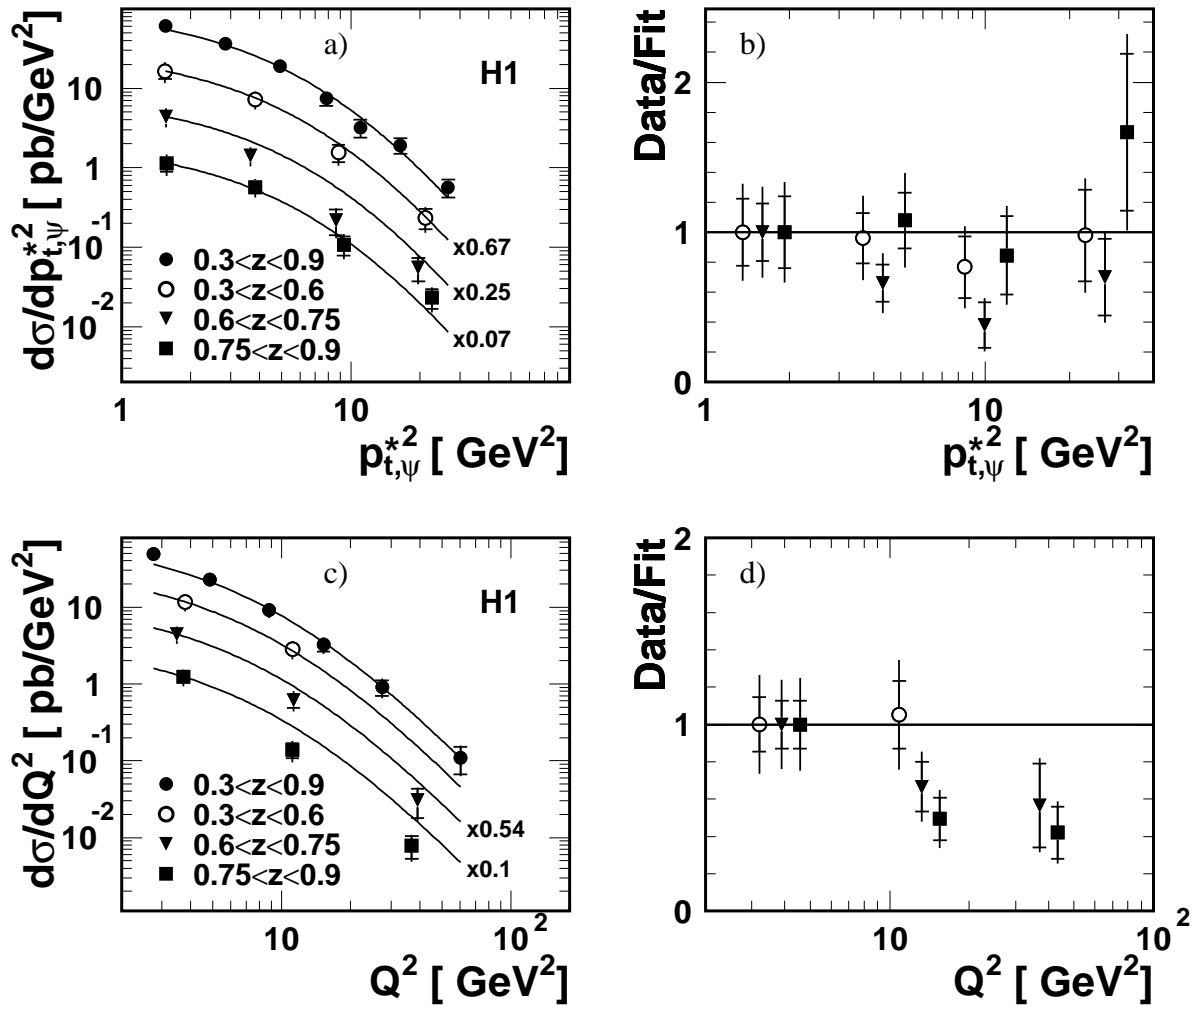 a)
H1
dσ/dp*²t,ψ [ pb/GeV²]
10
1
10⁻¹
10⁻²
x0.67
x0.25
x0.07
0.3<z<0.9
0.3<z<0.6
0.6<z<0.75
0.75<z<0.9
1
10
p*²t,ψ [ GeV²]
b)
Data/Fit
2
1
0
1
10
p*²t,ψ [ GeV²]
c)
H1
dσ/dQ² [ pb/GeV²]
10
1
10⁻¹
10⁻²
x0.54
x0.1
0.3<z<0.9
0.3<z<0.6
0.6<z<0.75
0.75<z<0.9
10
10²
Q² [ GeV²]
d)
Data/Fit
2
1
0
10
10²
Q² [ GeV²]